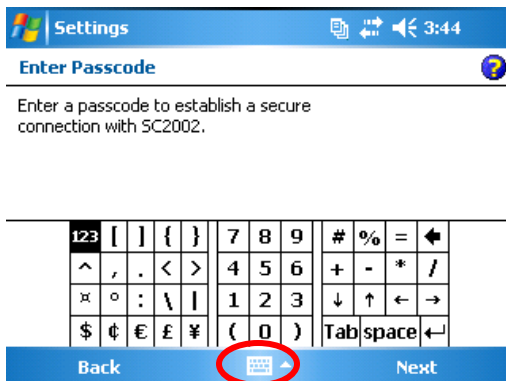 Settings 3:44
Enter Passcode ?
Enter a passcode to establish a secure
connection with SC2002.
123 [ ] { } 7 8 9 # % = 🡄
^ , . < > 4 5 6 + - * /
¤ ° : \ | 1 2 3 ↓ ↑ ← →
$ ¢ € £ ¥ ( 0 ) Tab space ↵
Back Next